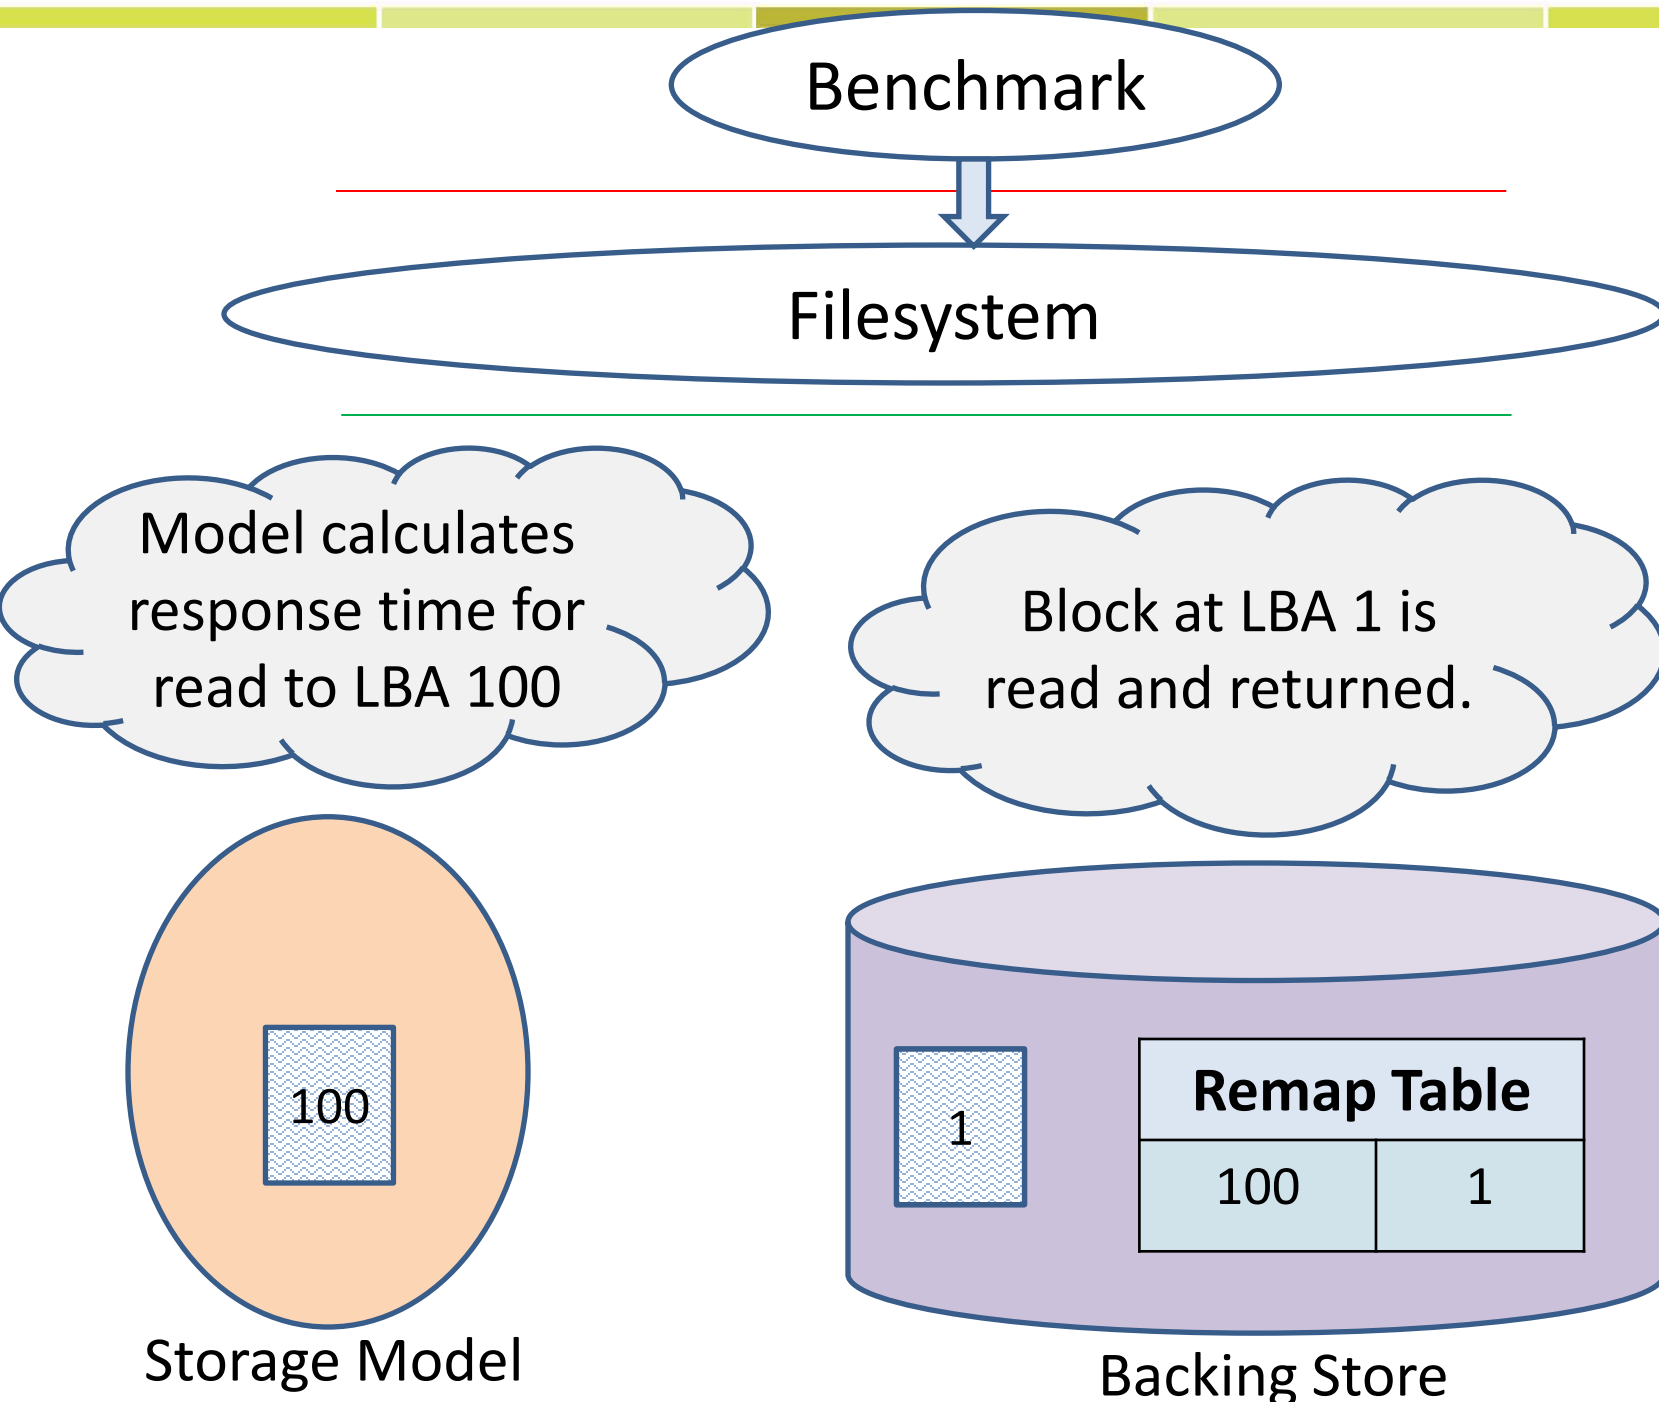 Benchmark
Filesystem
Model calculates
response time for
read to LBA 100
Block at LBA 1 is
read and returned.
100
1
Remap Table
100 1
Storage Model
Backing Store